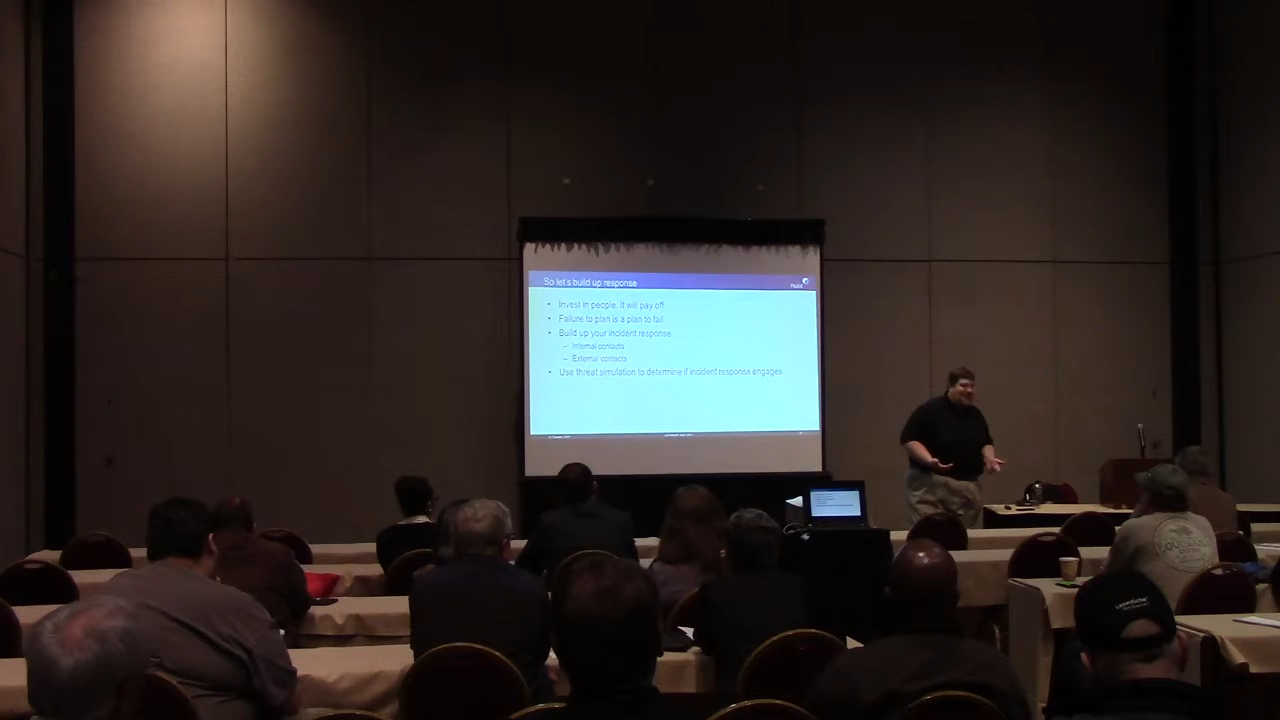 So let's build up response
nuix
• Invest in people. It will pay off
• Failure to plan is a plan to fail
• Build up your incident response
– Internal contacts
– External contacts
• Use threat simulation to determine if incident response engages